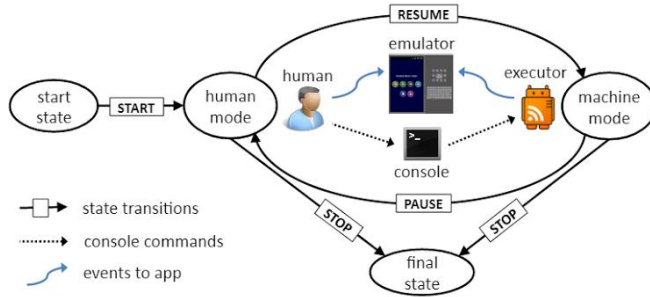 RESUME
emulator
human
executor
start
state
START
human
mode
machine
mode
>_
console
PAUSE
state transitions
STOP
STOP
console commands
events to app
final
state